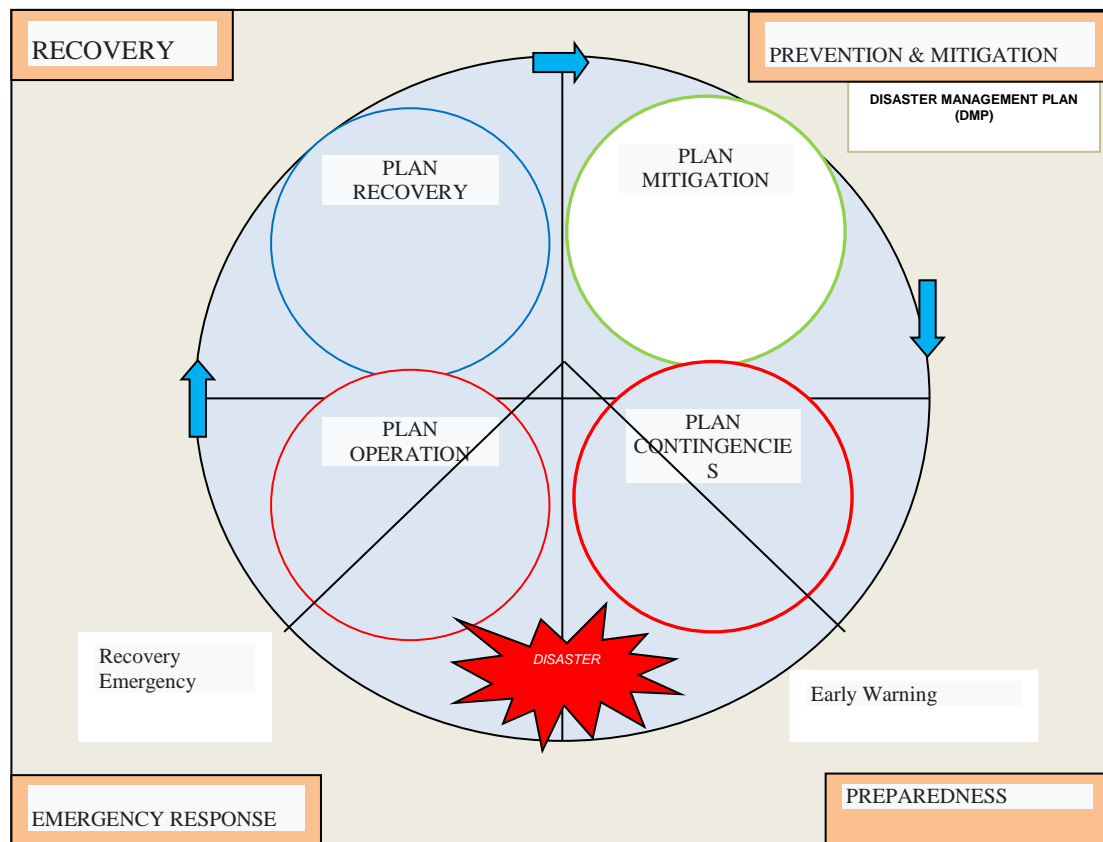 RECOVERY
PREVENTION & MITIGATION
DISASTER MANAGEMENT PLAN
(DMP)
PLAN
RECOVERY
PLAN
MITIGATION
PLAN
OPERATION
PLAN
CONTINGENCIE
S
DISASTER
Recovery
Emergency
Early Warning
EMERGENCY RESPONSE
PREPAREDNESS